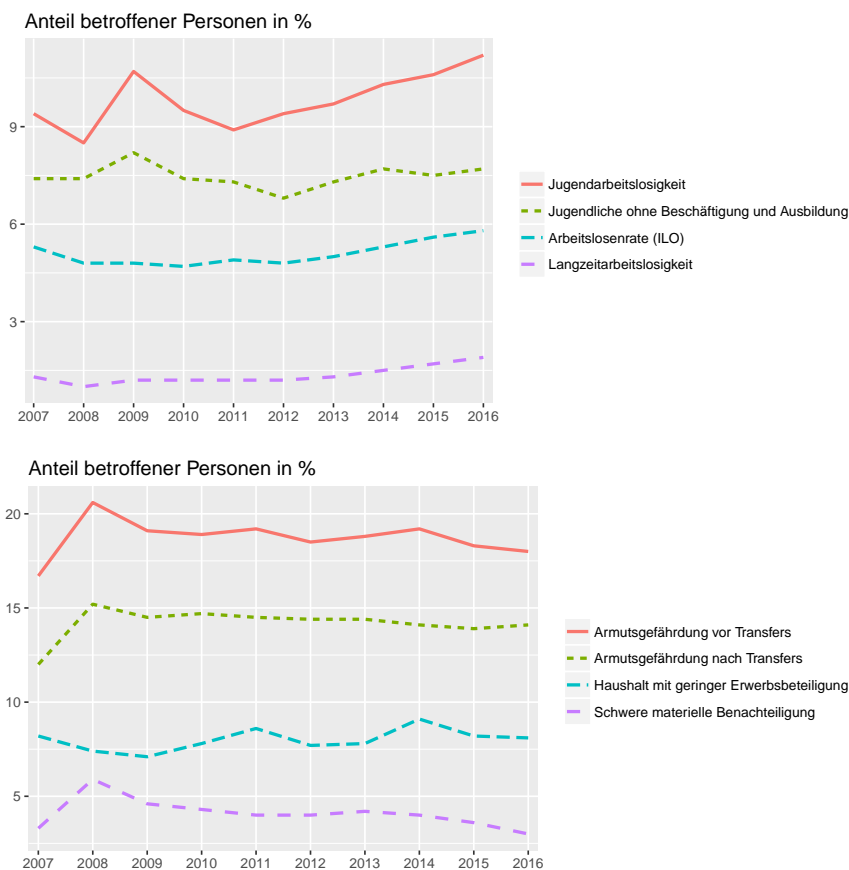 Anteil betroffener Personen in %
9
6
3
2007 2008 2009 2010 2011 2012 2013 2014 2015 2016
Jugendarbeitslosigkeit
Jugendliche ohne Beschäftigung und Ausbildung
Arbeitslosenrate (ILO)
Langzeitarbeitslosigkeit
Anteil betroffener Personen in %
20
15
10
5
2007 2008 2009 2010 2011 2012 2013 2014 2015 2016
Armutsgefährdung vor Transfers
Armutsgefährdung nach Transfers
Haushalt mit geringer Erwerbsbeteiligung
Schwere materielle Benachteiligung